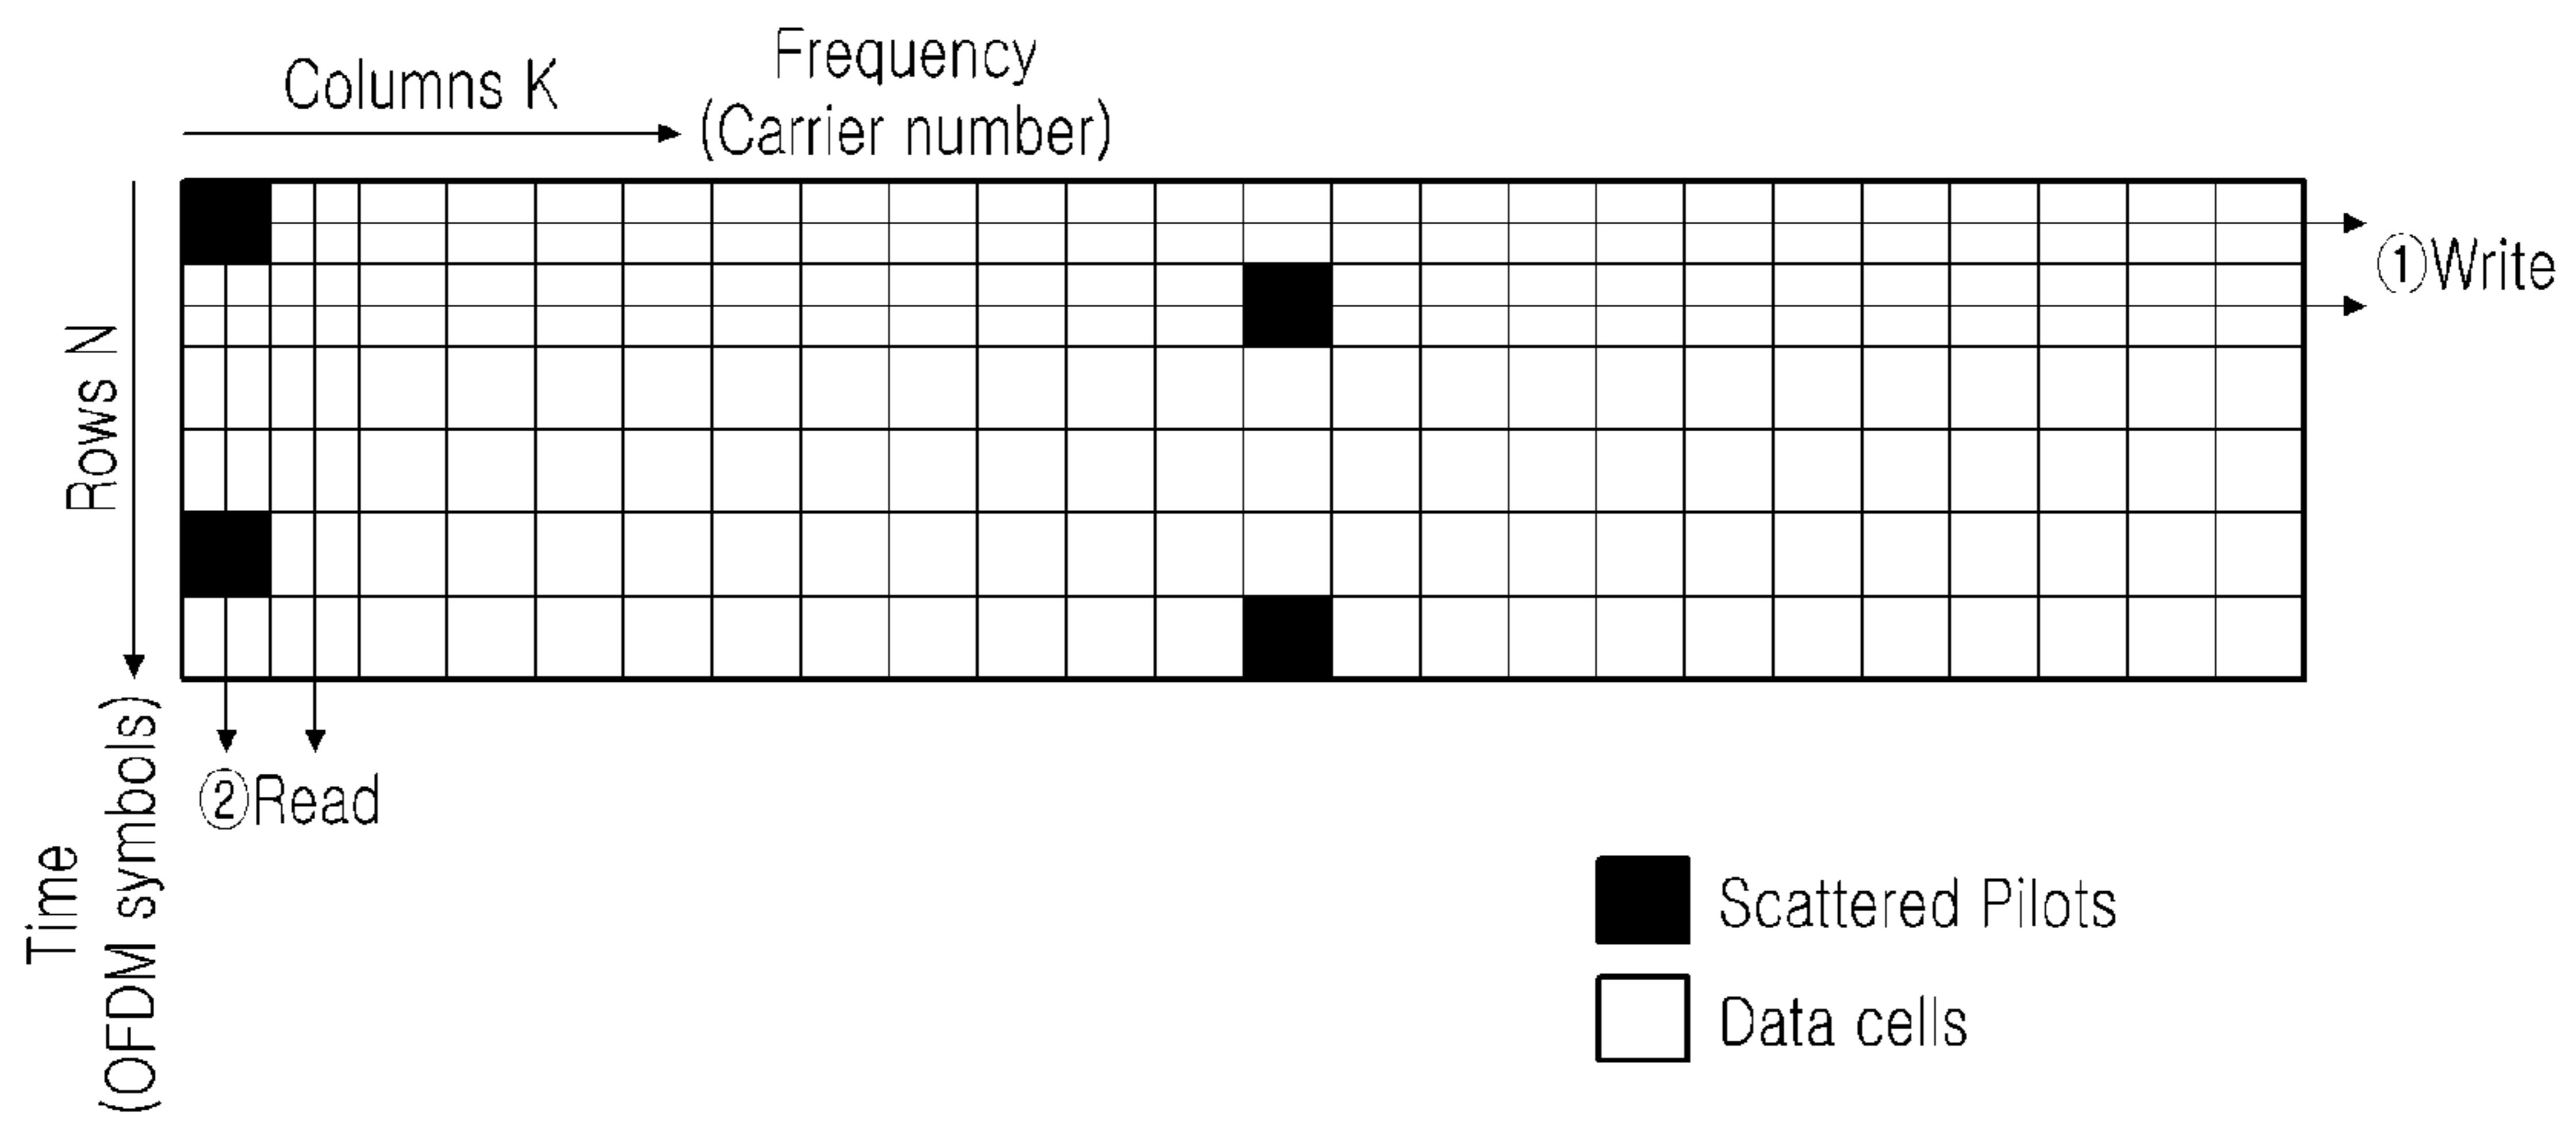 Columns K
Frequency
(Carrier number)
①Write
Rows N
Time
(OFDM symbols)
②Read
Scattered Pilots
Data cells